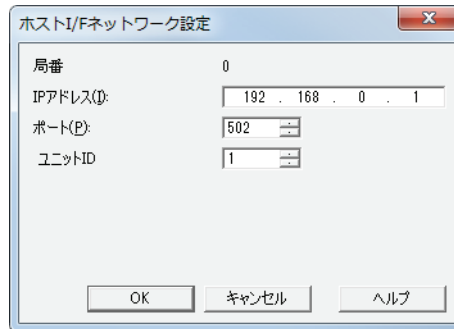 ホストI/Fネットワーク設定
局番 0
IPアドレス(I): 192 . 168 . 0 . 1
ポート(P): 502
ユニットID 1
OK キャンセル ヘルプ